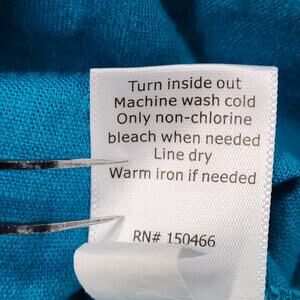 Turn inside out
Machine wash cold
Only non-chlorine
bleach when needed
Line dry
Warm iron if needed
RN# 150466